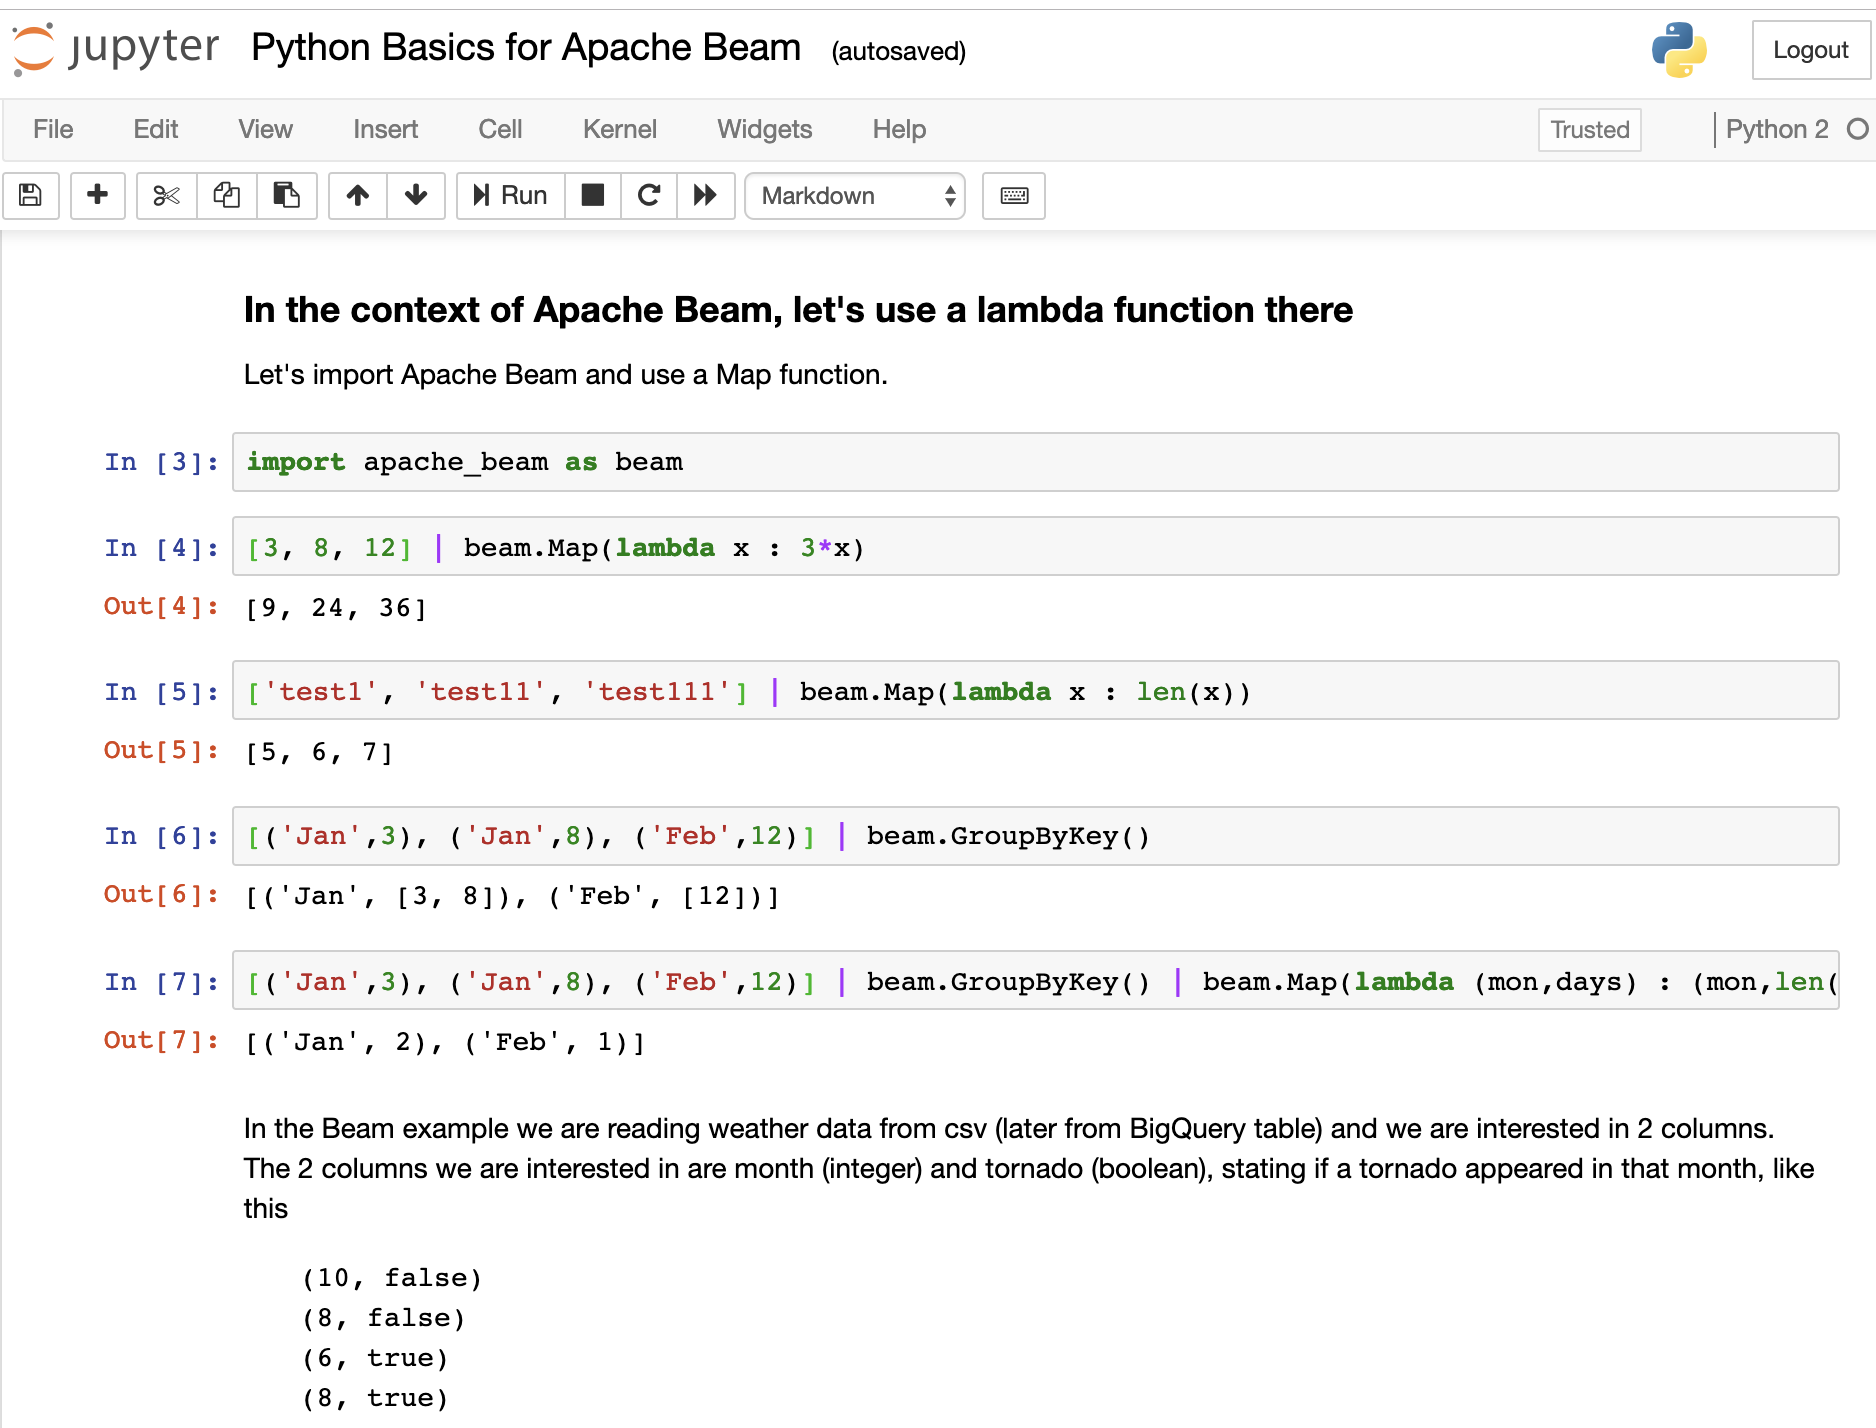 jupyter Python Basics for Apache Beam (autosaved) Logout
File Edit View Insert Cell Kernel Widgets Help Trusted Python 2
Run Markdown
In the context of Apache Beam, let's use a lambda function there
Let's import Apache Beam and use a Map function.
In [3]: import apache_beam as beam
In [4]: [3, 8, 12] | beam.Map(lambda x : 3*x)
Out[4]: [9, 24, 36]
In [5]: ['test1', 'test11', 'test111'] | beam.Map(lambda x : len(x))
Out[5]: [5, 6, 7]
In [6]: [('Jan',3), ('Jan',8), ('Feb',12)] | beam.GroupByKey()
Out[6]: [('Jan', [3, 8]), ('Feb', [12])]
In [7]: [('Jan',3), ('Jan',8), ('Feb',12)] | beam.GroupByKey() | beam.Map(lambda (mon,days) : (mon,len(
Out[7]: [('Jan', 2), ('Feb', 1)]
In the Beam example we are reading weather data from csv (later from BigQuery table) and we are interested in 2 columns.
The 2 columns we are interested in are month (integer) and tornado (boolean), stating if a tornado appeared in that month, like
this
(10, false)
(8, false)
(6, true)
(8, true)